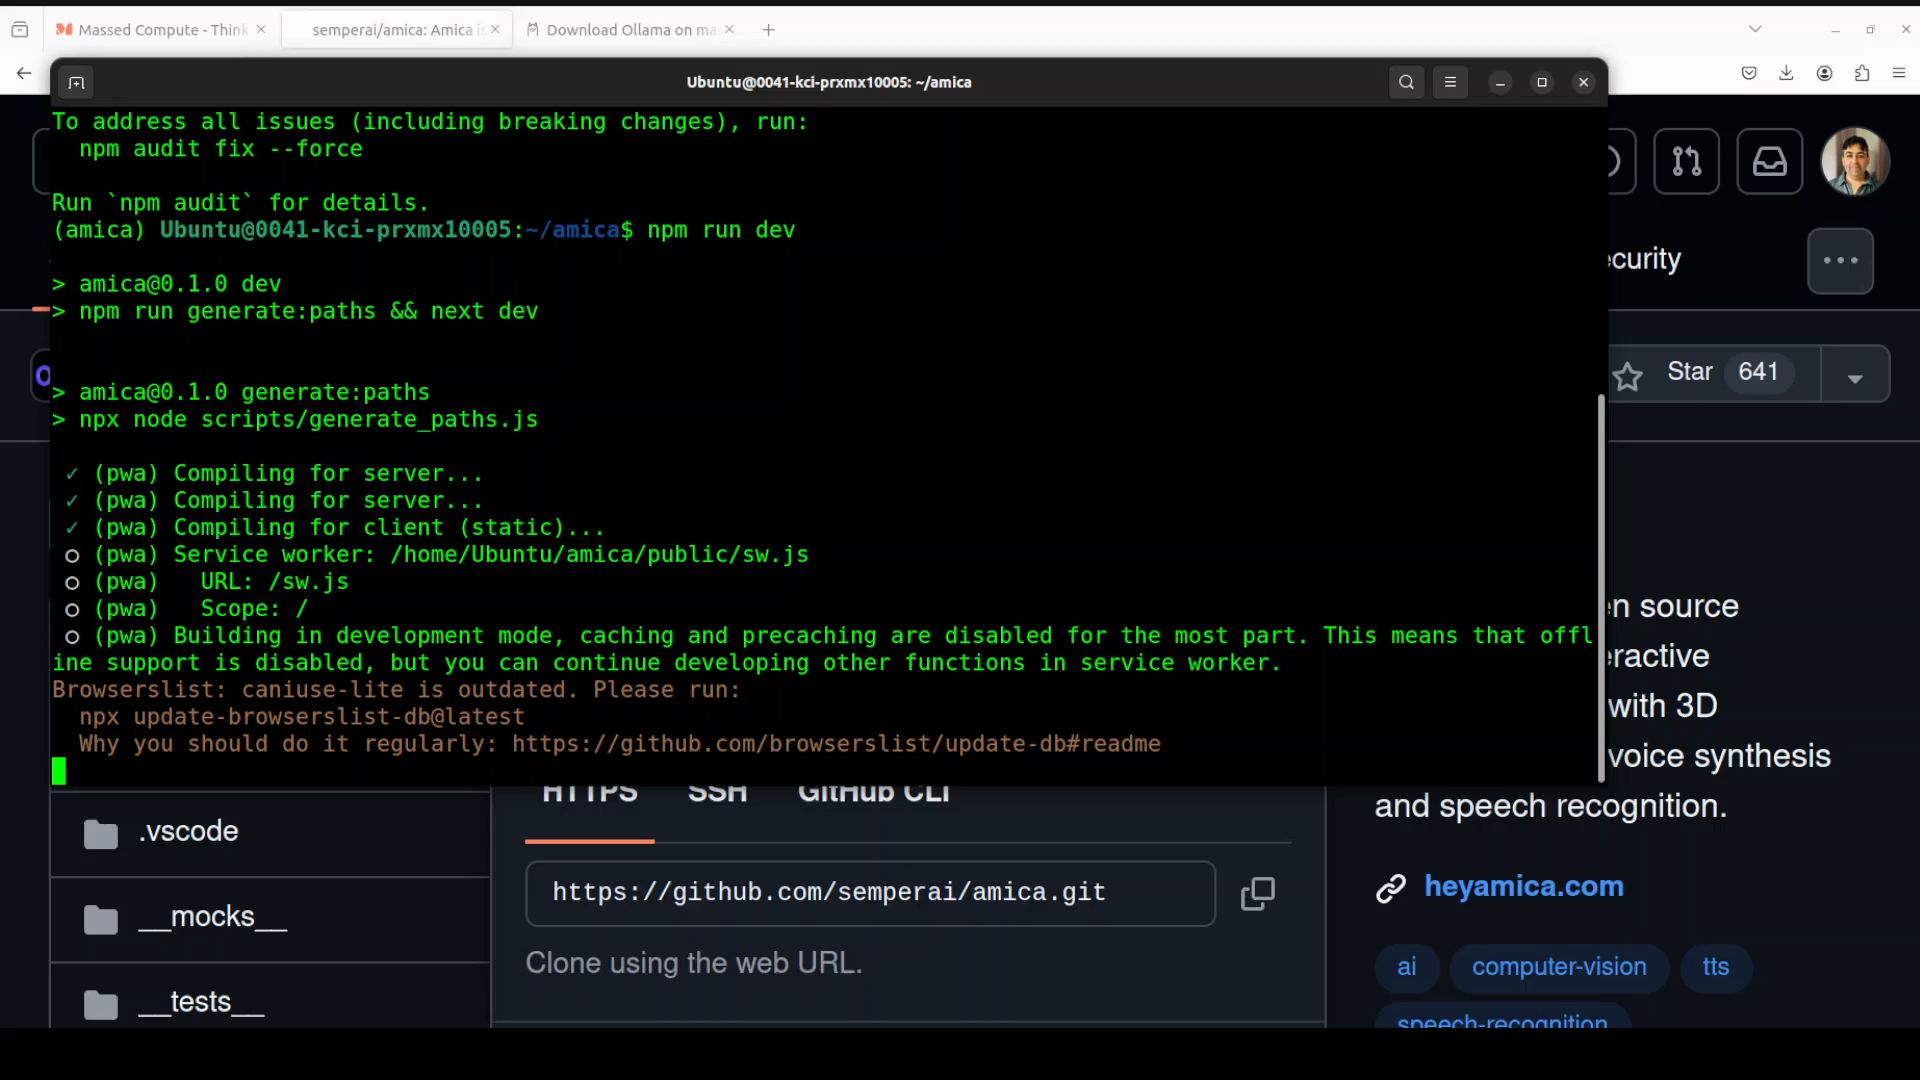 Massed Compute - Think
semperai/amica: Amica is
Download Ollama on mac
Ubuntu@0041-kci-prxmx10005: ~/amica
To address all issues (including breaking changes), run:
npm audit fix --force
Run `npm audit` for details.
(amica) Ubuntu@0041-kci-prxmx10005:~/amica$ npm run dev
> amica@0.1.0 dev
> npm run generate:paths && next dev
> amica@0.1.0 generate:paths
> npx node scripts/generate_paths.js
✓ (pwa) Compiling for server...
✓ (pwa) Compiling for server...
✓ (pwa) Compiling for client (static)...
○ (pwa) Service worker: /home/Ubuntu/amica/public/sw.js
○ (pwa)   URL: /sw.js
○ (pwa)   Scope: /
○ (pwa) Building in development mode, caching and precaching are disabled for the most part. This means that offl
ine support is disabled, but you can continue developing other functions in service worker.
Browserslist: caniuse-lite is outdated. Please run:
npx update-browserslist-db@latest
Why you should do it regularly: https://github.com/browserslist/update-db#readme
ecurity
Star 641
n source
eractive
with 3D
voice synthesis
and speech recognition.
heyamica.com
ai computer-vision tts
speech-recognition
HTTPS SSH GitHub CLI
https://github.com/semperai/amica.git
Clone using the web URL.
.vscode
__mocks__
__tests__